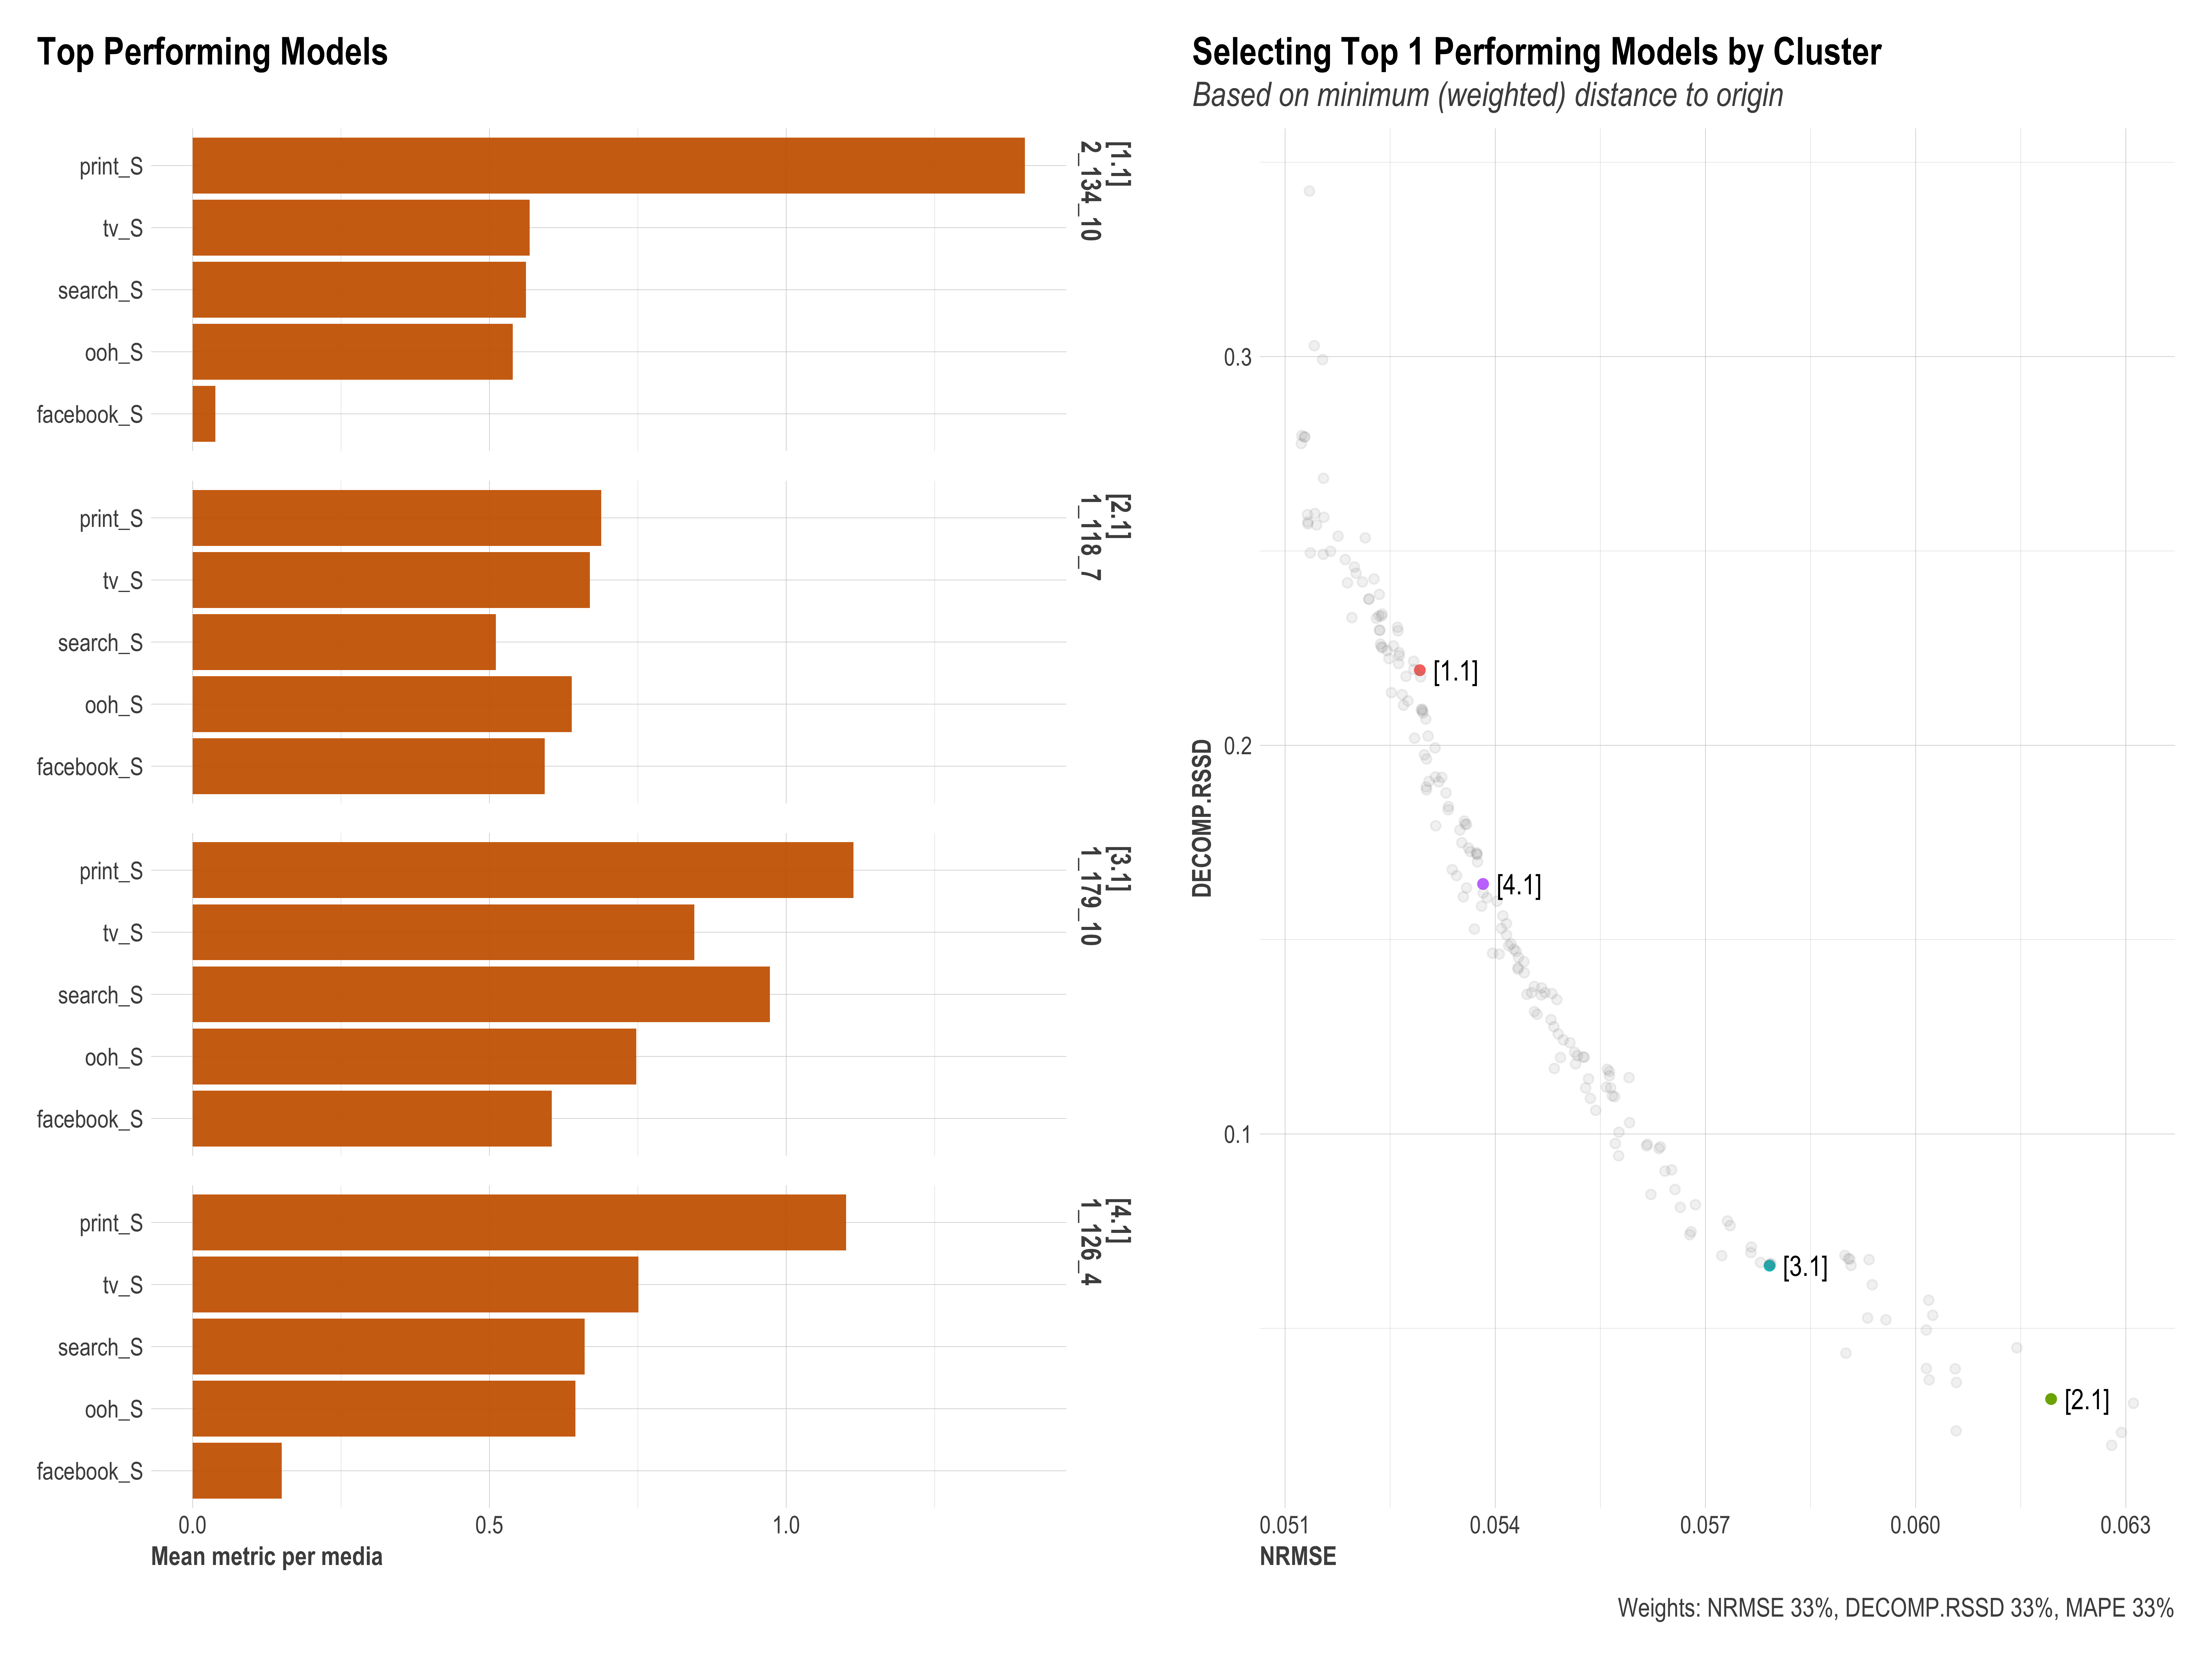 Top Performing Models
print_S
tv_S
search_S
ooh_S
facebook_S
[1.1]
2_134_10
print_S
tv_S
search_S
ooh_S
facebook_S
[2.1]
1_118_7
print_S
tv_S
search_S
ooh_S
facebook_S
[3.1]
1_179_10
print_S
tv_S
search_S
ooh_S
facebook_S
[4.1]
1_126_4
0.0
0.5
1.0
Mean metric per media
Selecting Top 1 Performing Models by Cluster
Based on minimum (weighted) distance to origin
DECOMP.RSSD
0.3
0.2
0.1
[1.1]
[4.1]
[3.1]
[2.1]
0.051
0.054
0.057
0.060
0.063
NRMSE
Weights: NRMSE 33%, DECOMP.RSSD 33%, MAPE 33%